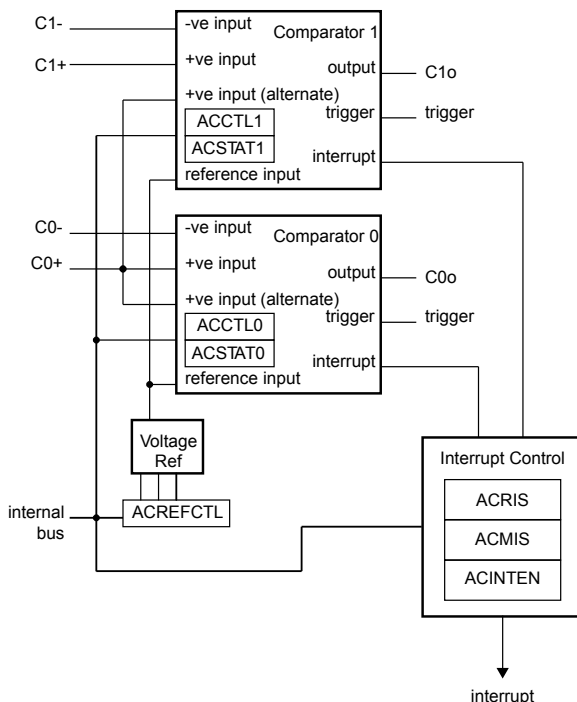 C1-
-ve input
Comparator 1
C1+
+ve input
output
C1o
+ve input (alternate)
trigger
trigger
ACCTL1
ACSTAT1
interrupt
reference input
C0-
-ve input
Comparator 0
C0+
+ve input
output
C0o
+ve input (alternate)
trigger
trigger
ACCTL0
ACSTAT0
interrupt
reference input
Voltage
Ref
Interrupt Control
ACRIS
ACMIS
ACINTEN
internal
bus
ACREFCTL
interrupt